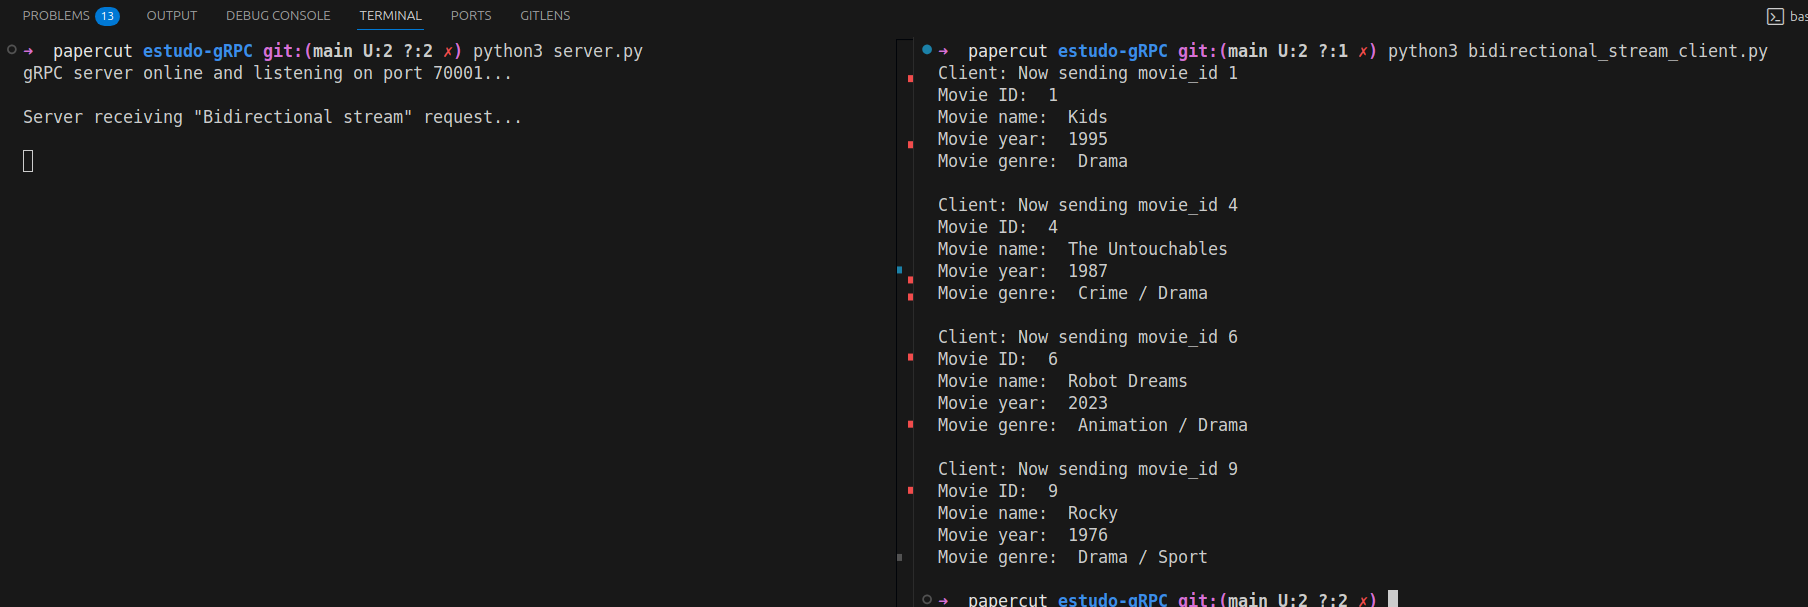 PROBLEMS 13 OUTPUT DEBUG CONSOLE TERMINAL PORTS GITLENS
➜ papercut estudo-gRPC git:(main U:2 ?:2 ✗) python3 server.py
gRPC server online and listening on port 70001...
Server receiving "Bidirectional stream" request...
➜ papercut estudo-gRPC git:(main U:2 ?:1 ✗) python3 bidirectional_stream_client.py
Client: Now sending movie_id 1
Movie ID:  1
Movie name:  Kids
Movie year:  1995
Movie genre:  Drama
Client: Now sending movie_id 4
Movie ID:  4
Movie name:  The Untouchables
Movie year:  1987
Movie genre:  Crime / Drama
Client: Now sending movie_id 6
Movie ID:  6
Movie name:  Robot Dreams
Movie year:  2023
Movie genre:  Animation / Drama
Client: Now sending movie_id 9
Movie ID:  9
Movie name:  Rocky
Movie year:  1976
Movie genre:  Drama / Sport
➜ papercut estudo-gRPC git:(main U:2 ?:2 ✗)